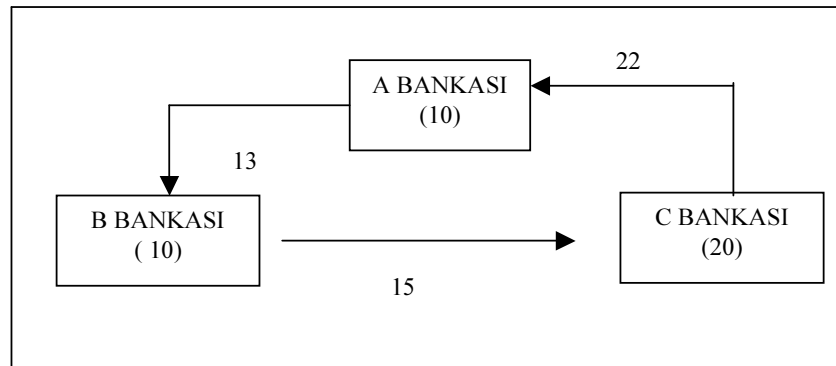 22
A BANKASI
(10)
13
B BANKASI
( 10)
C BANKASI
(20)
15